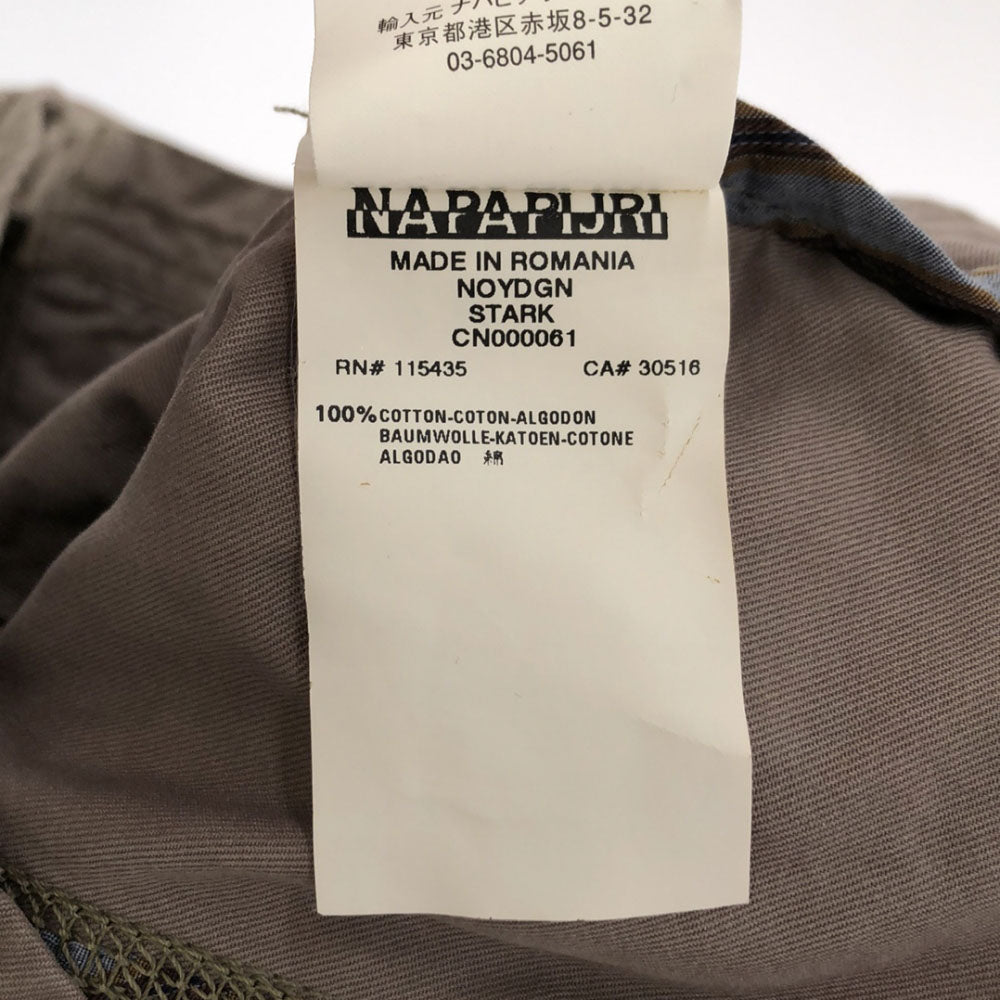 輸入元
東京都港区赤坂8-5-32
03-6804-5061
NAPAPIJRI
MADE IN ROMANIA
NOYDGN
STARK
CN000061
RN# 115435 CA# 30516
100% COTTON-COTON-ALGODON
BAUMWOLLE-KATOEN-COTONE
ALGODAO 綿